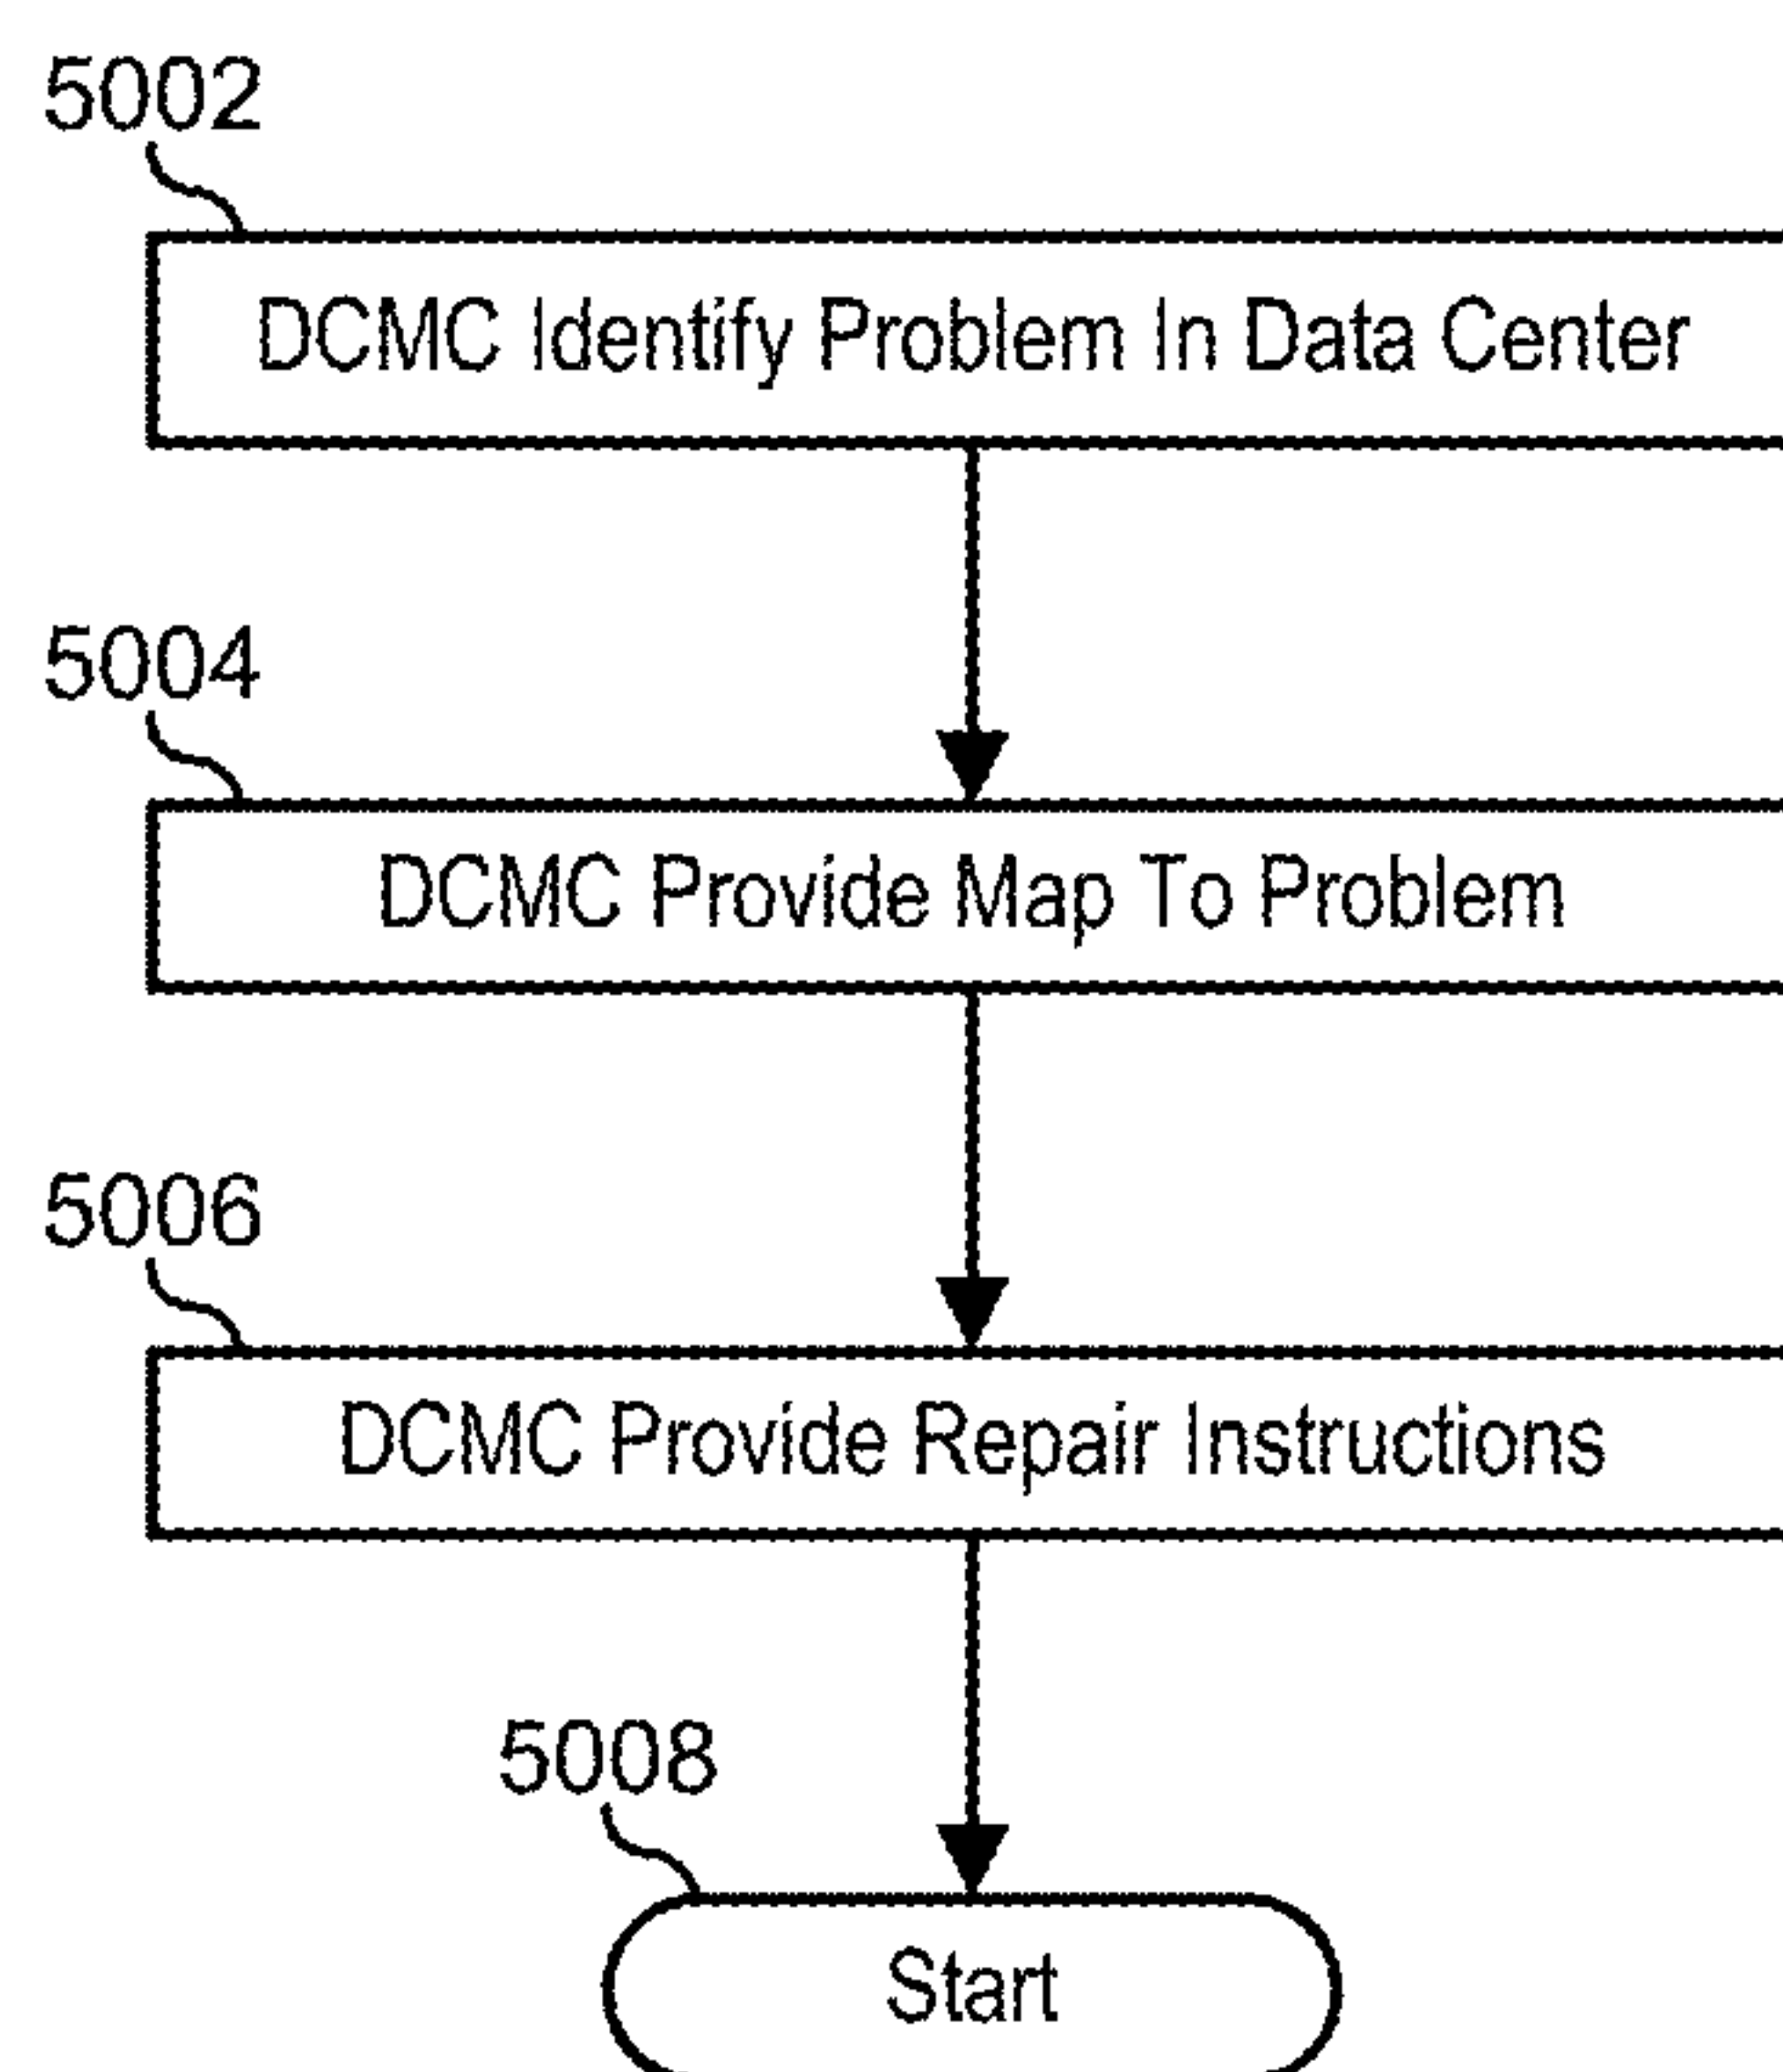 5002
DCMC Identify Problem In Data Center
5004
DCMC Provide Map To Problem
5006
DCMC Provide Repair Instructions
5008
Start